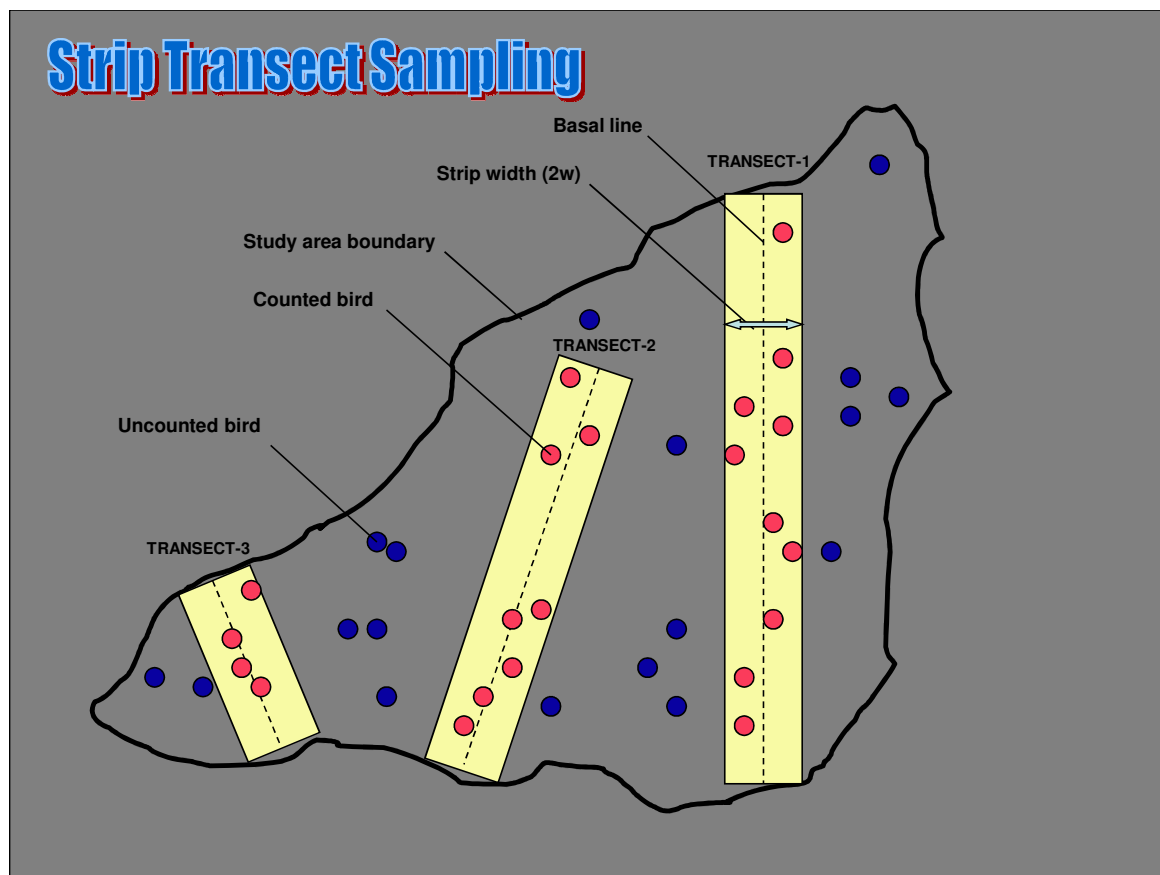 Strip Transect Sampling
Basal line
TRANSECT-1
Strip width (2w)
Study area boundary
Counted bird
TRANSECT-2
Uncounted bird
TRANSECT-3